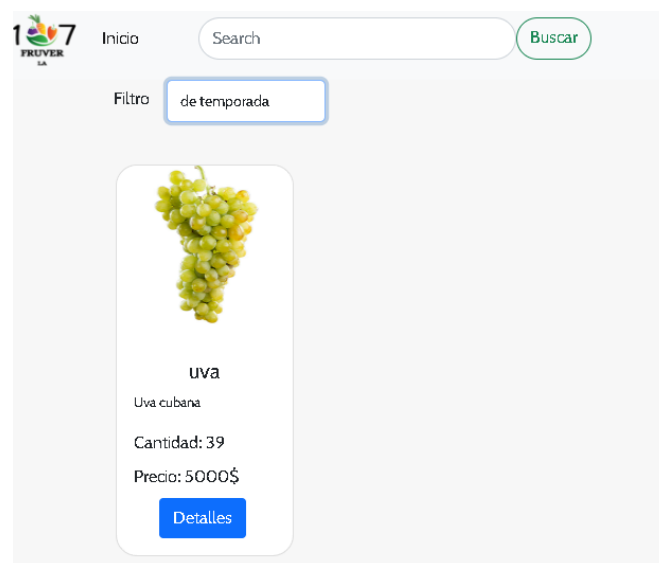 1 7
FRUVER
LA
Inicio
Search
Buscar
Filtro
de temporada
uva
Uva cubana
Cantidad: 39
Precio: 5000$
Detalles